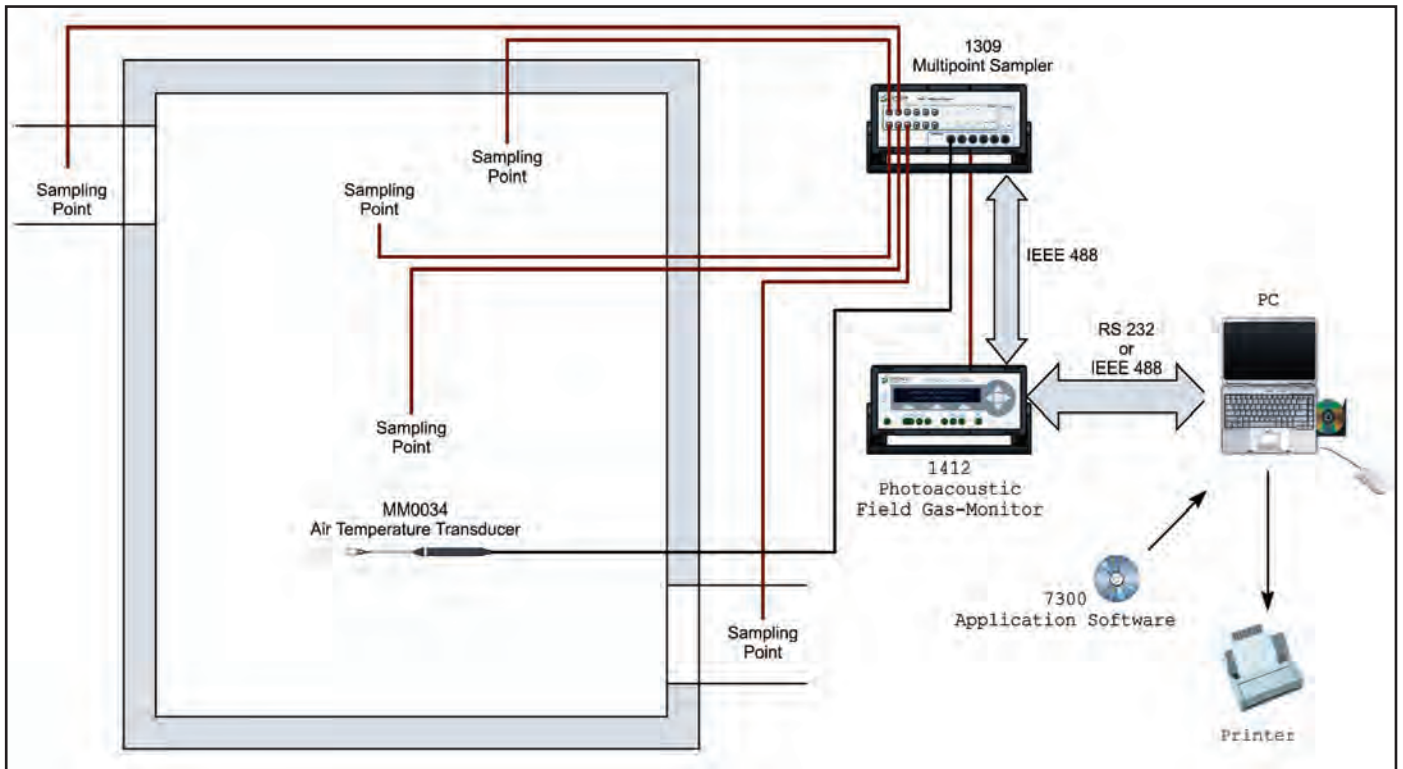 1309
Multipoint Sampler
Sampling
Point
Sampling
Point
Sampling
Point
IEEE 488
PC
RS 232
or
IEEE 488
Sampling
Point
1412
Photoacoustic
Field Gas-Monitor
MM0034
Air Temperature Transducer
7300
Application Software
Sampling
Point
Printer